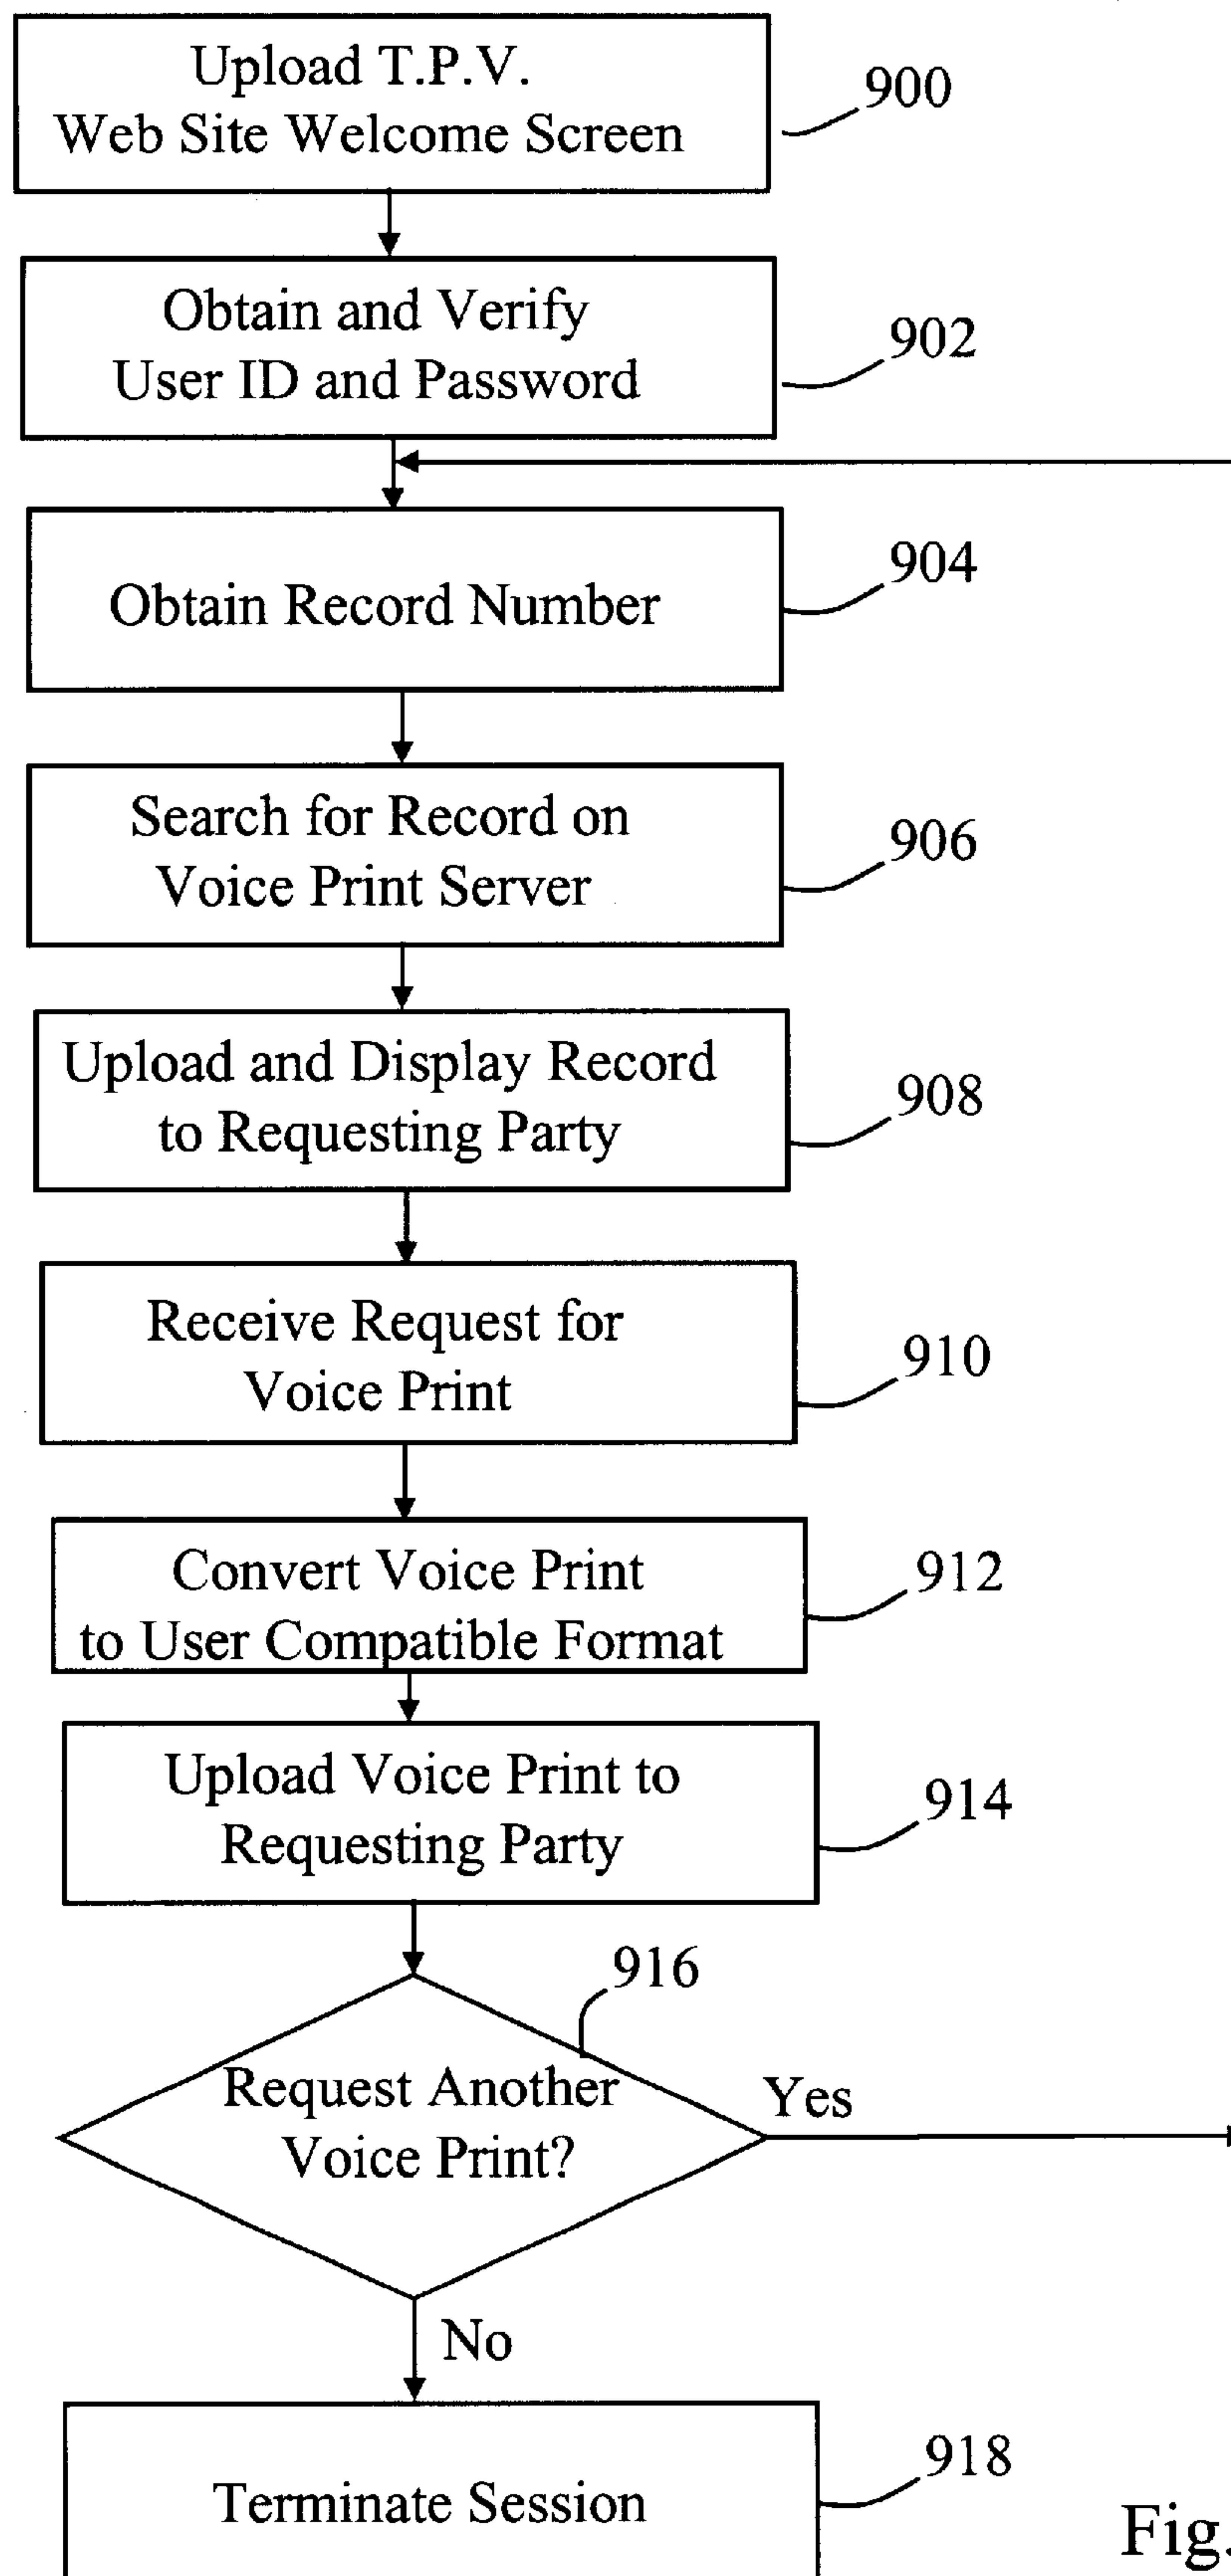 Upload T.P.V.
Web Site Welcome Screen
900
Obtain and Verify
User ID and Password
902
Obtain Record Number
904
Search for Record on
Voice Print Server
906
Upload and Display Record
to Requesting Party
908
Receive Request for
Voice Print
910
Convert Voice Print
to User Compatible Format
912
Upload Voice Print to
Requesting Party
914
916
Request Another
Voice Print?
Yes
No
Terminate Session
918
Fig.